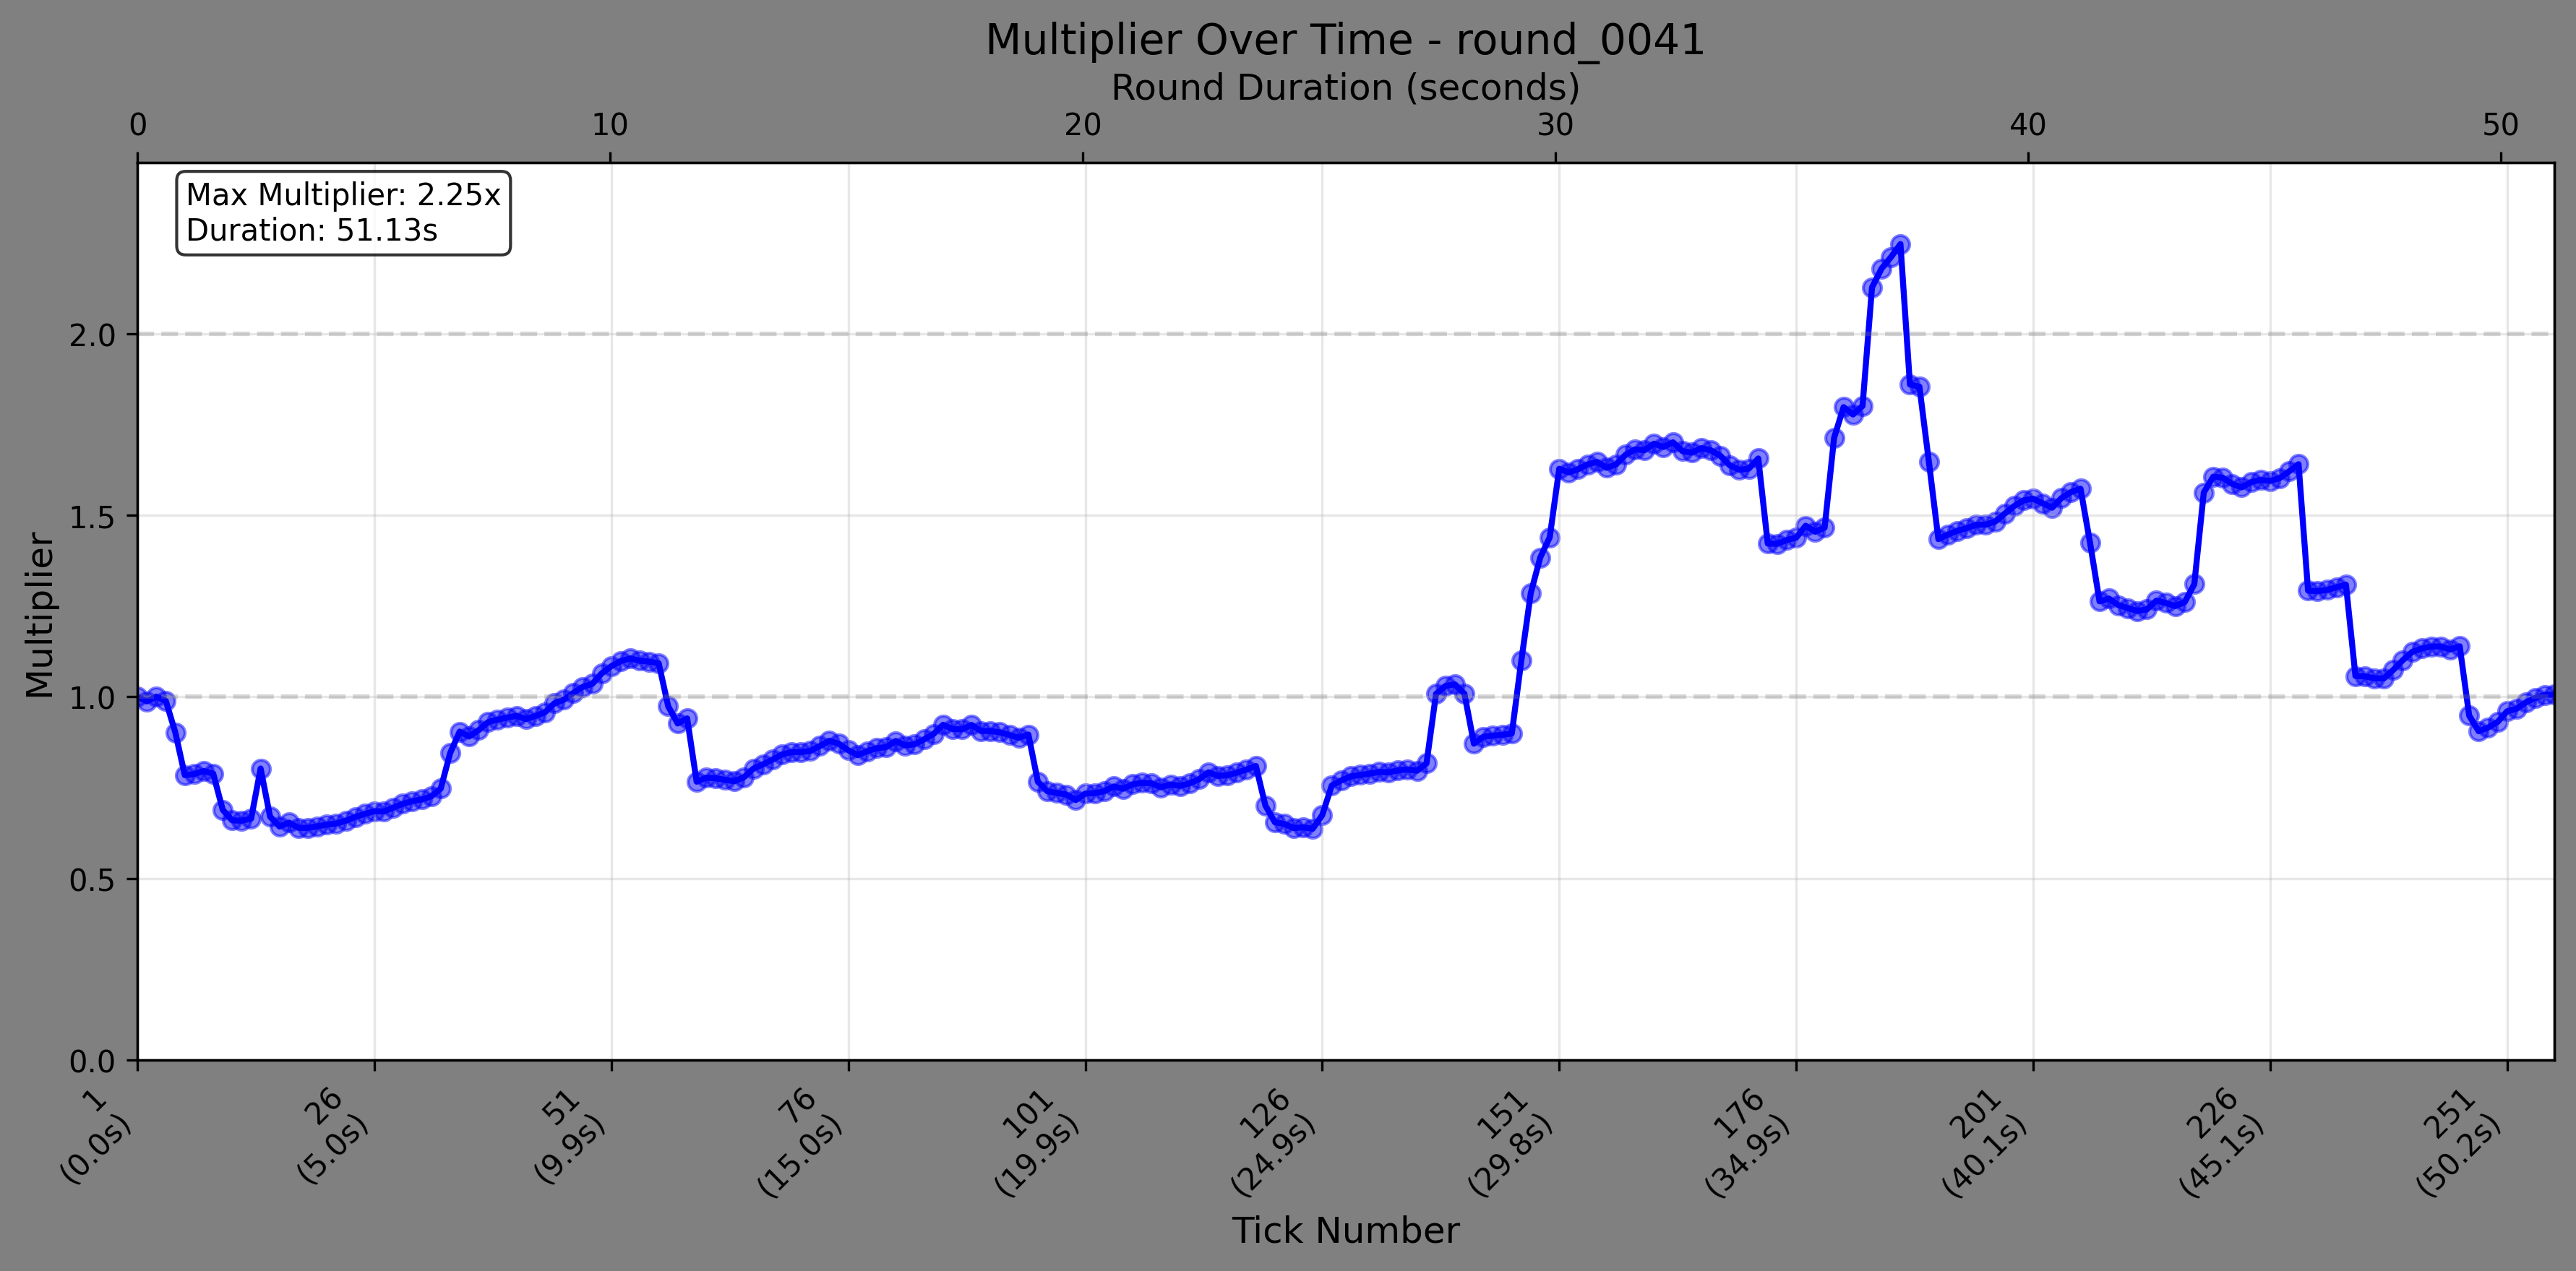 Multiplier Over Time - round_0041
Round Duration (seconds)
0 10 20 30 40 50
Max Multiplier: 2.25x
Duration: 51.13s
Multiplier
2.0
1.5
1.0
0.5
0.0
1
(0.0s)
26
(5.0s)
51
(9.9s)
76
(15.0s)
101
(19.9s)
126
(24.9s)
151
(29.8s)
176
(34.9s)
201
(40.1s)
226
(45.1s)
251
(50.2s)
Tick Number